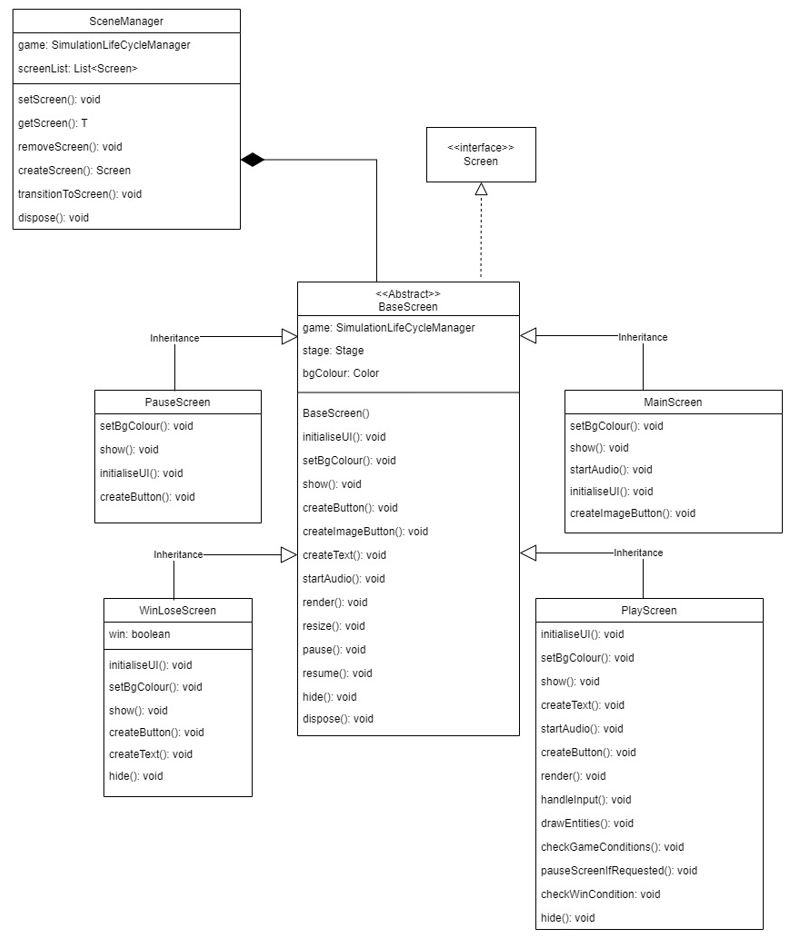 SceneManager
game: SimulationLifeCycleManager
screenList: List<Screen>
setScreen(): void
getScreen(): T
removeScreen(): void
createScreen(): Screen
transitionToScreen(): void
dispose(): void
<<interface>>
Screen
<<Abstract>>
BaseScreen
game: SimulationLifeCycleManager
stage: Stage
bgColour: Color
BaseScreen()
initialiseUI(): void
setBgColour(): void
show(): void
createButton(): void
createImageButton(): void
createText(): void
startAudio(): void
render(): void
resize(): void
pause(): void
resume(): void
hide(): void
dispose(): void
Inheritance
PauseScreen
setBgColour(): void
show(): void
initialiseUI(): void
createButton(): void
Inheritance
MainScreen
setBgColour(): void
show(): void
startAudio(): void
initialiseUI(): void
createImageButton(): void
Inheritance
WinLoseScreen
win: boolean
initialiseUI(): void
setBgColour(): void
show(): void
createButton(): void
createText(): void
hide(): void
Inheritance
PlayScreen
initialiseUI(): void
setBgColour(): void
show(): void
createText(): void
startAudio(): void
createButton(): void
render(): void
handleInput(): void
drawEntities(): void
checkGameConditions(): void
pauseScreenIfRequested(): void
checkWinCondition: void
hide(): void